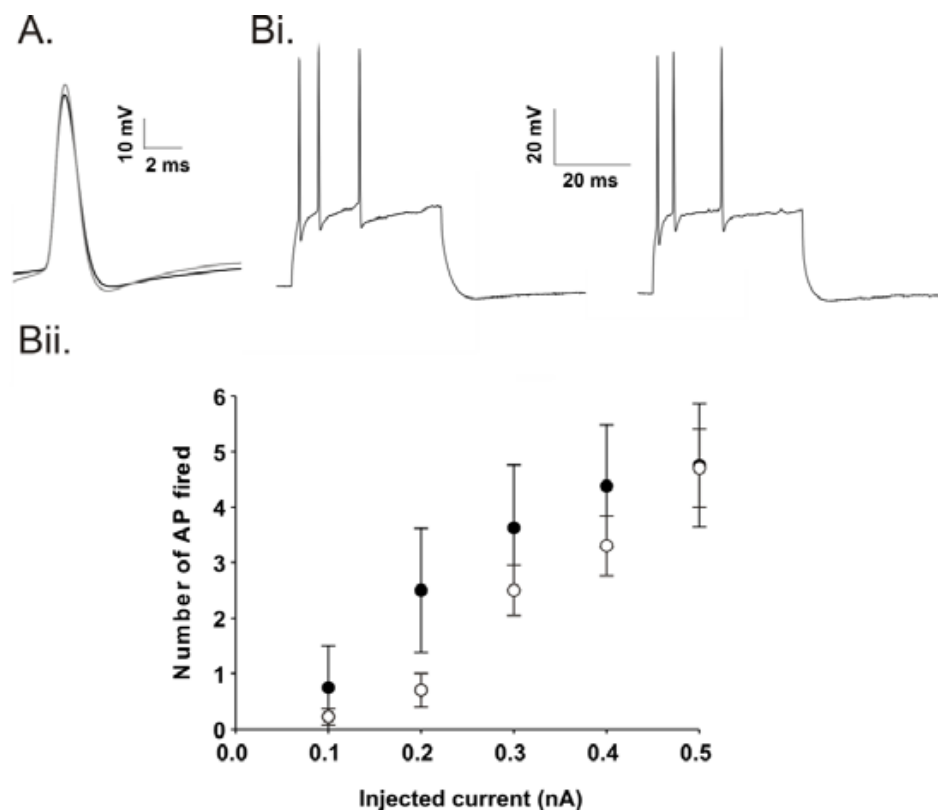 A.
Bi.
10 mV
2 ms
20 mV
20 ms
Bii.
Number of AP fired
6
5
4
3
2
1
0
0.0 0.1 0.2 0.3 0.4 0.5
Injected current (nA)